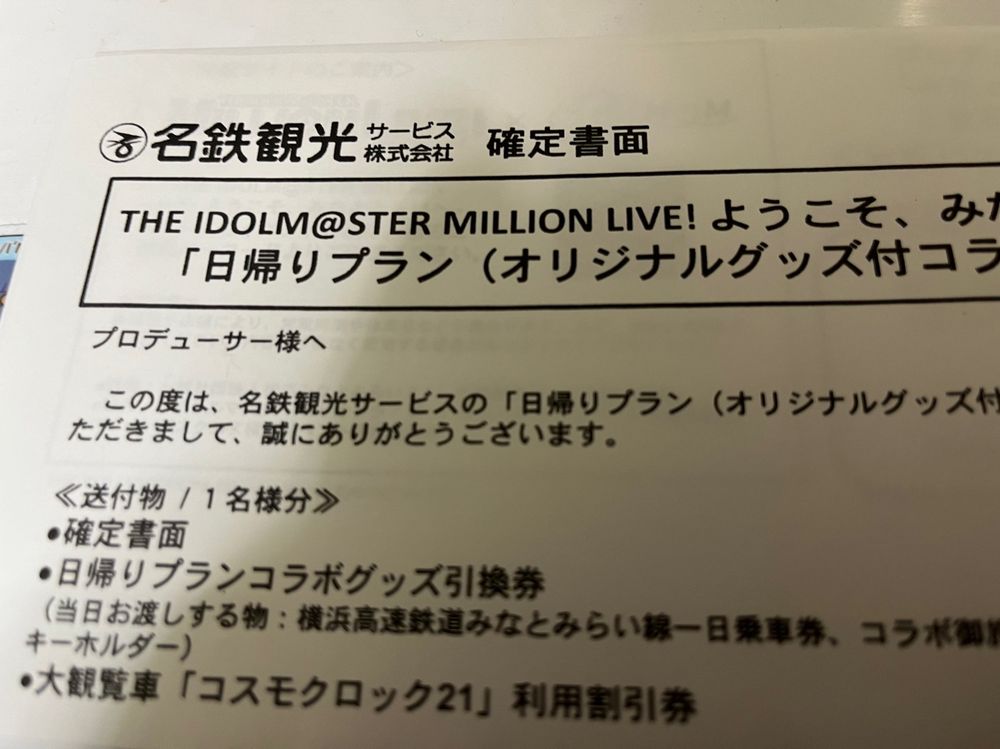 名鉄観光サービス株式会社 確定書面
THE IDOLM@STER MILLION LIVE! ようこそ、み
「日帰りプラン（オリジナルグッズ付コラ
プロデューサー様へ
この度は、名鉄観光サービスの「日帰りプラン（オリジナルグッズ付
ただきまして、誠にありがとうございます。
≪送付物 / 1名様分≫
●確定書面
●日帰りプランコラボグッズ引換券
（当日お渡しする物：横浜高速鉄道みなとみらい線一日乗車券、コラボ御
キーホルダー）
●大観覧車「コスモクロック21」利用割引券